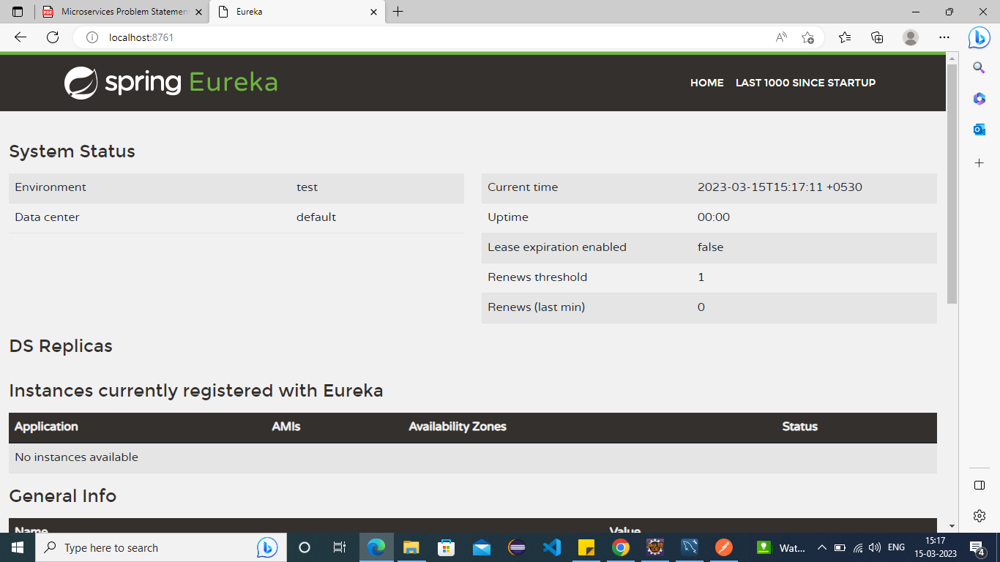 Microservices Problem Statemen
Eureka
localhost:8761
spring Eureka
HOME LAST 1000 SINCE STARTUP
System Status
Environment test
Data center default
Current time 2023-03-15T15:17:11 +0530
Uptime 00:00
Lease expiration enabled false
Renews threshold 1
Renews (last min) 0
DS Replicas
Instances currently registered with Eureka
Application AMIs Availability Zones Status
No instances available
General Info
Name Value
Type here to search
Wat...
ENG
15:17
15-03-2023
4